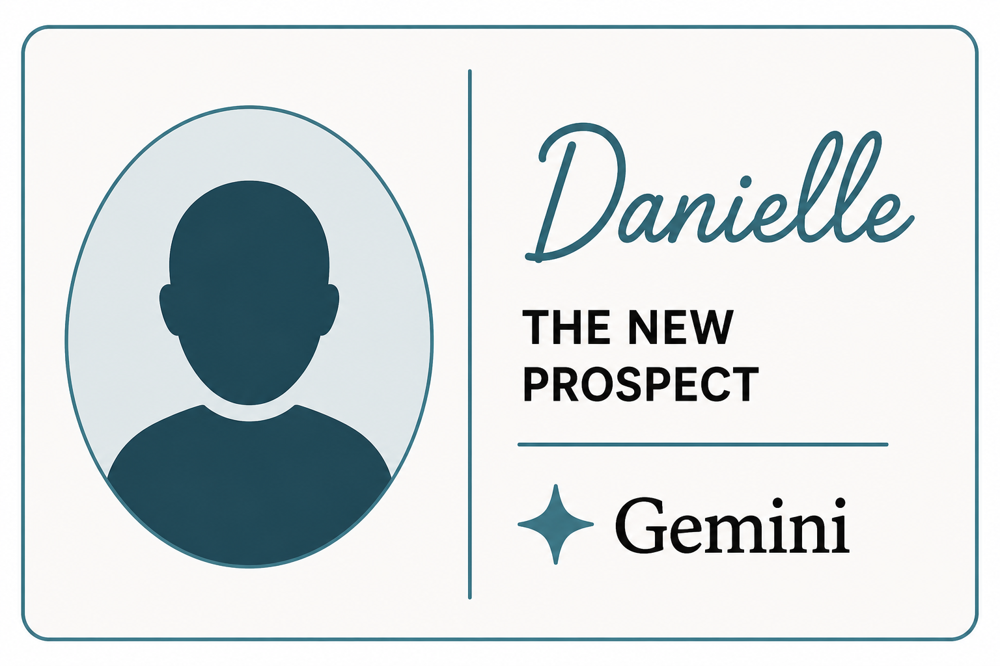 Danielle
THE NEW
PROSPECT
Gemini